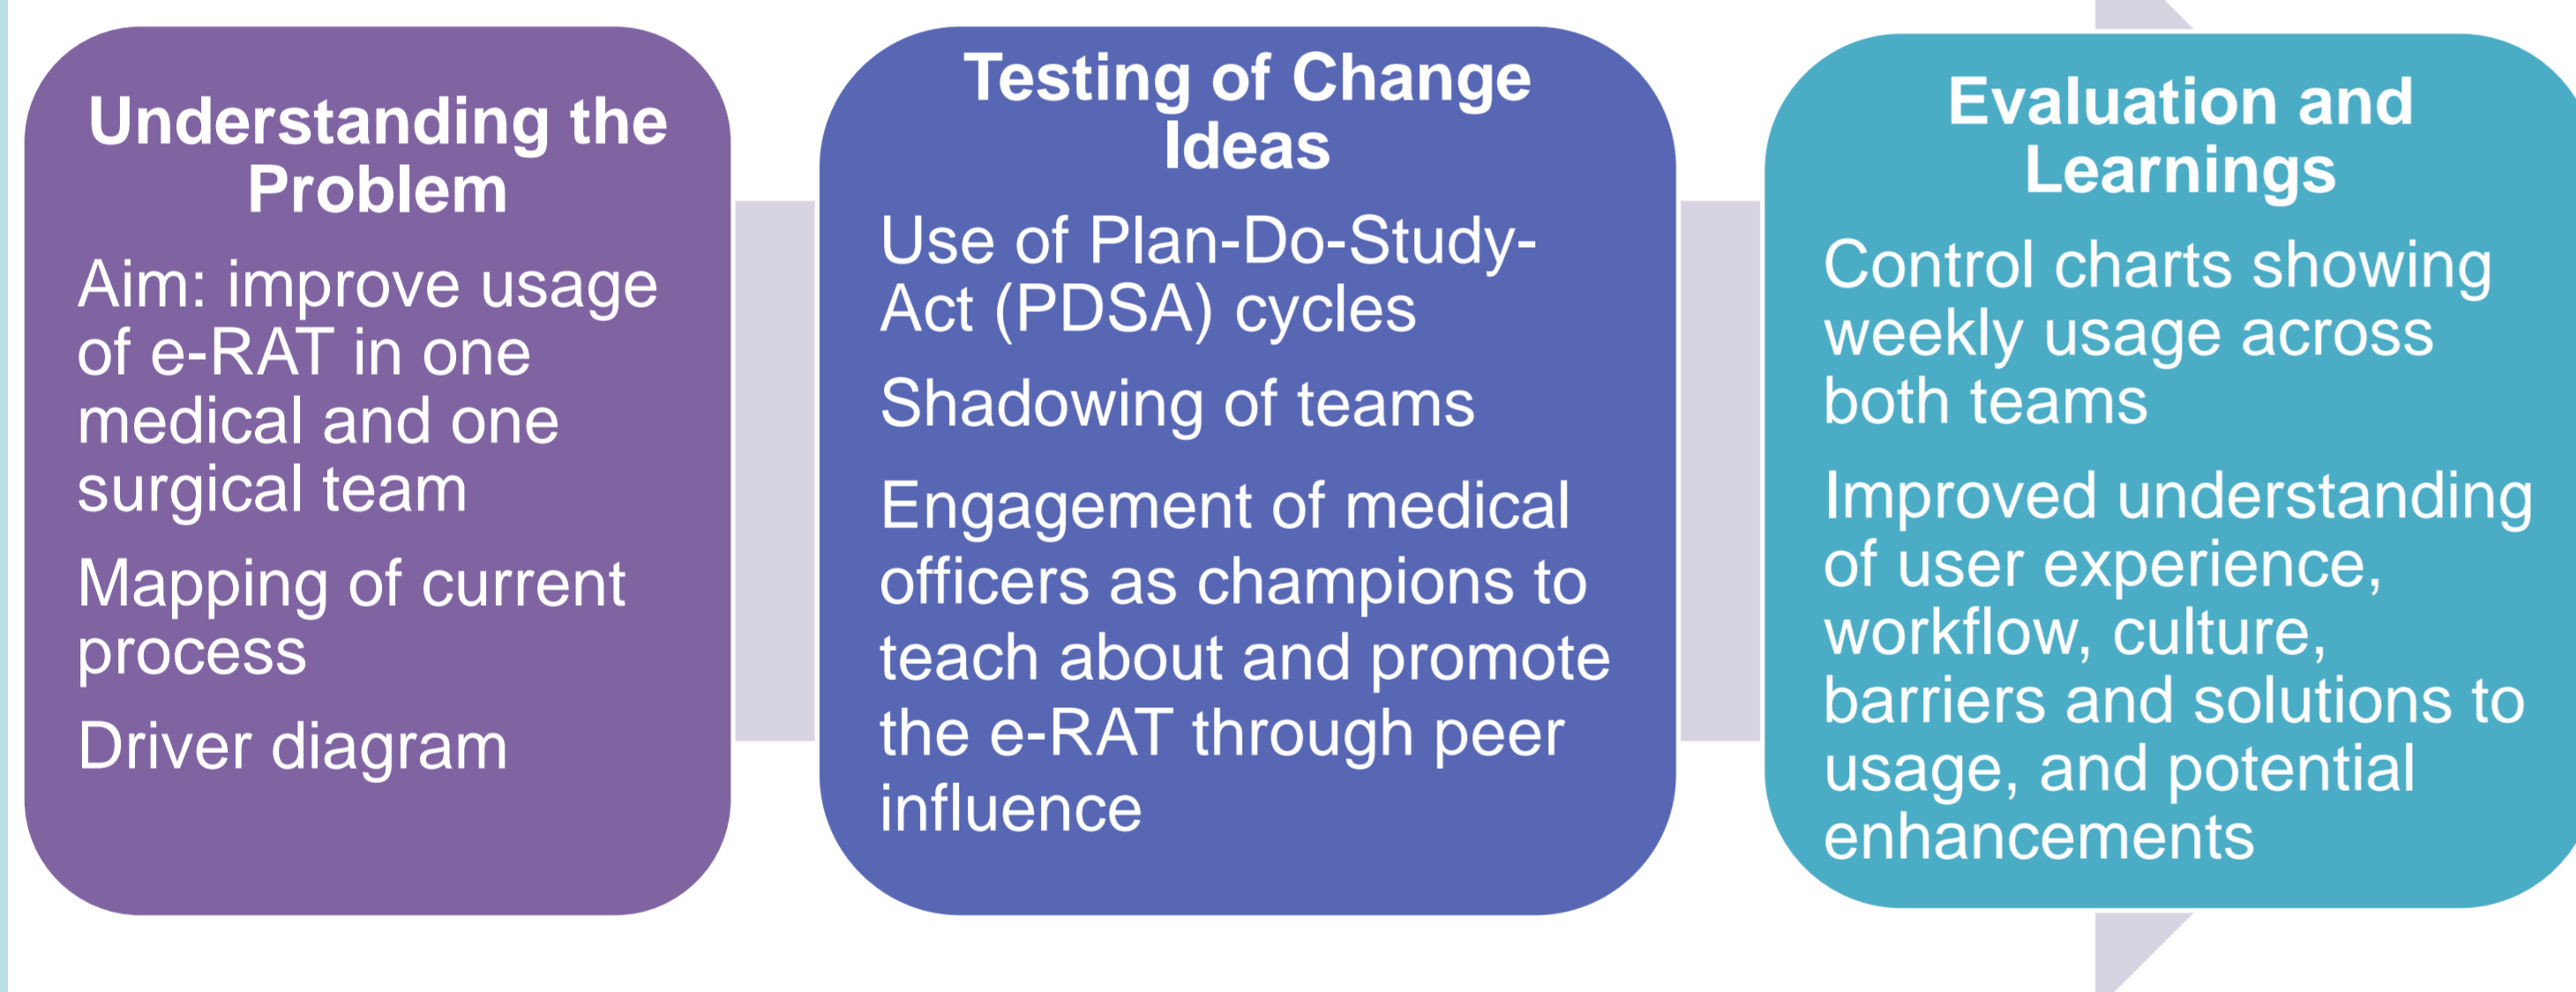 Understanding the
Problem
Aim: improve usage
of e-RAT in one
medical and one
surgical team
Mapping of current
process
Driver diagram
Testing of Change
Ideas
Use of Plan-Do-Study-
Act (PDSA) cycles
Shadowing of teams
Engagement of medical
officers as champions to
teach about and promote
the e-RAT through peer
influence
Evaluation and
Learnings
Control charts showing
weekly usage across
both teams
Improved understanding
of user experience,
workflow, culture,
barriers and solutions to
usage, and potential
enhancements